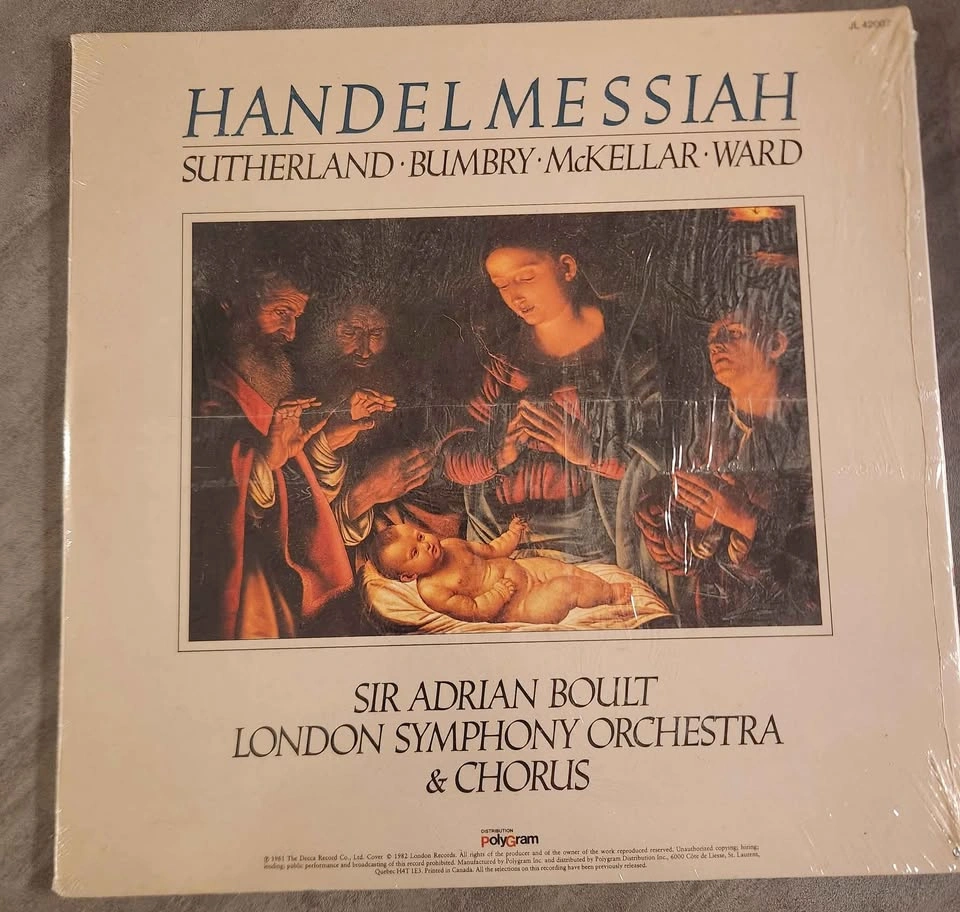 JL 42007
HANDEL MESSIAH
SUTHERLAND · BUMBRY · McKELLAR · WARD
SIR ADRIAN BOULT
LONDON SYMPHONY ORCHESTRA
& CHORUS
DISTRIBUTION
PolyGram
℗ 1961 The Decca Record Co., Ltd. Cover © 1982 London Records. All rights of the producer and of the owner of the work reproduced reserved. Unauthorized copying; hiring;
lending; public performance and broadcasting of this record prohibited. Manufactured by Polygram Inc. and distributed by Polygram Distribution Inc., 6000 Côte de Liesse, St. Laurent,
Quebec H4T 1E3. Printed in Canada. All the selections on this recording have been previously released.